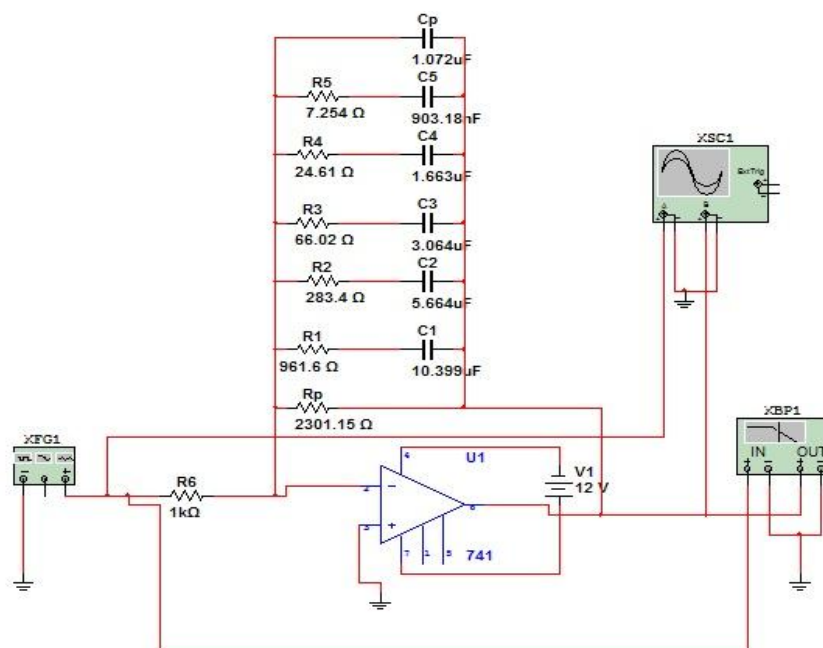 Cp
1.072uF
R5
C5
7.254 Ω
903.18nF
R4
C4
24.61 Ω
1.663uF
XSC1
Ext Trig
A
B
R3
C3
66.02 Ω
3.064uF
R2
C2
283.4 Ω
5.664uF
R1
C1
961.6 Ω
10.399uF
Rp
2301.15 Ω
XFG1
XBP1
IN
OUT
R6
1kΩ
U1
V1
12 V
4
2
3
6
7
1
5
741